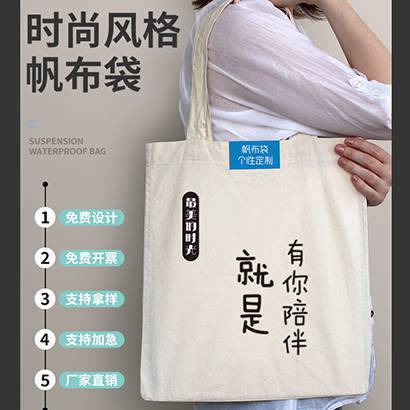 时尚风格
帆布袋
SUSPENSION
WATERPROOF BAG
帆布袋
个性定制
最美的时光
就是
有你陪伴
1 免费设计
2 免费开票
3 支持拿样
4 支持加急
5 厂家直销